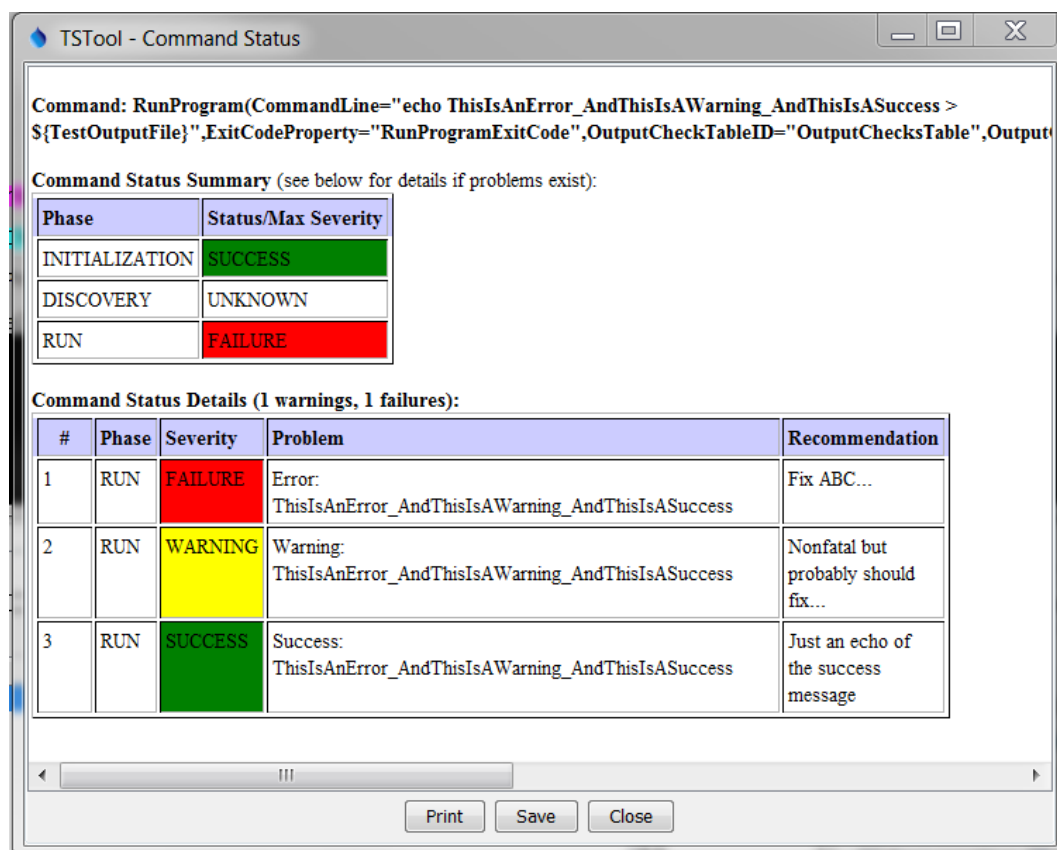 TSTool - Command Status
Command: RunProgram(CommandLine="echo ThisIsAnError_AndThisIsAWarning_AndThisIsASuccess >
${TestOutputFile}",ExitCodeProperty="RunProgramExitCode",OutputCheckTableID="OutputChecksTable",Output
Command Status Summary (see below for details if problems exist):
Phase Status/Max Severity
INITIALIZATION SUCCESS
DISCOVERY UNKNOWN
RUN FAILURE
Command Status Details (1 warnings, 1 failures):
# Phase Severity Problem Recommendation
1 RUN FAILURE Error: Fix ABC...
ThisIsAnError_AndThisIsAWarning_AndThisIsASuccess
2 RUN WARNING Warning: Nonfatal but
ThisIsAnError_AndThisIsAWarning_AndThisIsASuccess probably should
fix...
3 RUN SUCCESS Success: Just an echo of
ThisIsAnError_AndThisIsAWarning_AndThisIsASuccess the success
message
Print Save Close